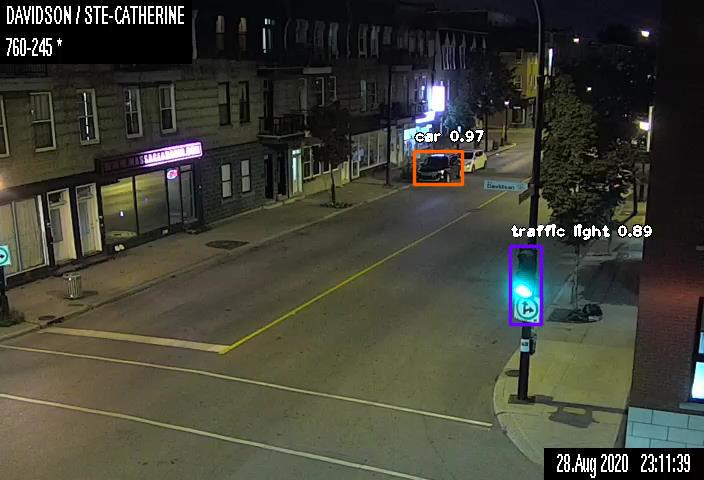 DAVIDSON / STE-CATHERINE
760-245 *
car 0.97
Davidson
traffic light 0.89
28.Aug 2020 23:11:39